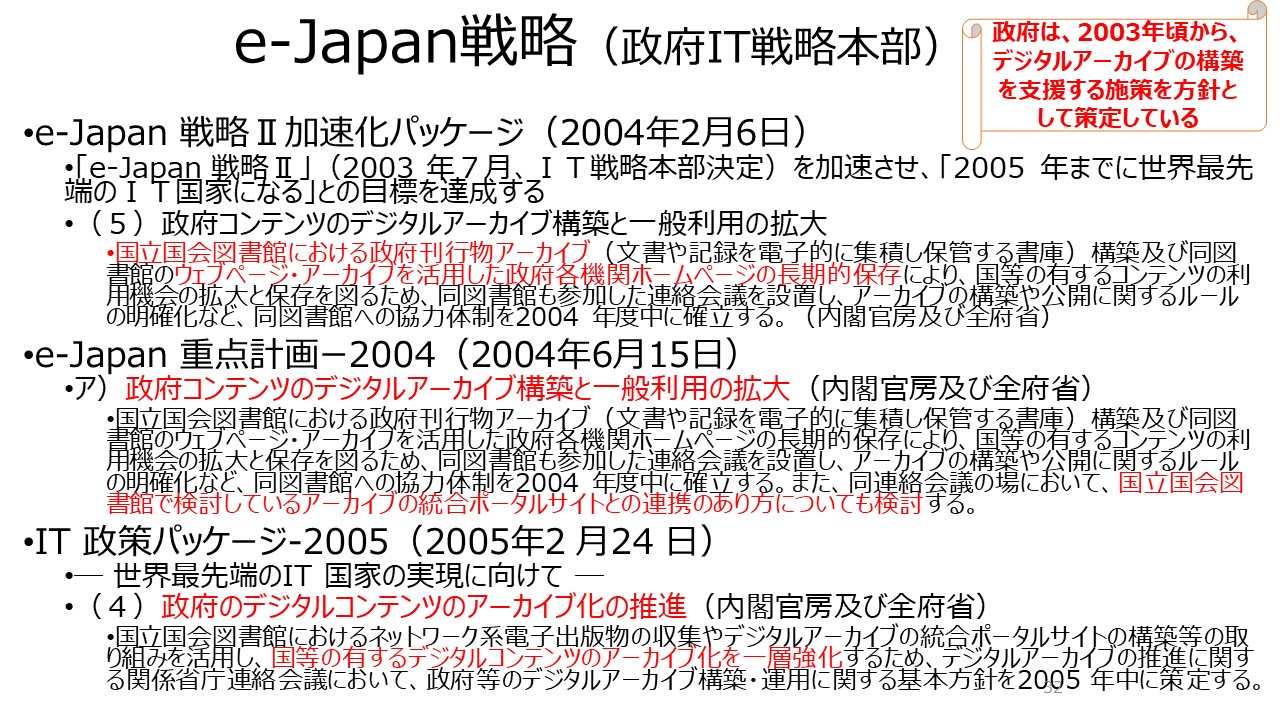 e-Japan戦略（政府IT戦略本部）
政府は、2003年頃から、
デジタルアーカイブの構築
を支援する施策を方針と
して策定している
•e-Japan 戦略Ⅱ加速化パッケージ（2004年2月6日）
•「e-Japan 戦略Ⅱ」（2003 年７月、ＩＴ戦略本部決定）を加速させ、「2005 年までに世界最先
端のＩＴ国家になる」との目標を達成する
•（５）政府コンテンツのデジタルアーカイブ構築と一般利用の拡大
•国立国会図書館における政府刊行物アーカイブ（文書や記録を電子的に集積し保管する書庫）構築及び同図
書館のウェブページ・アーカイブを活用した政府各機関ホームページの長期的保存により、国等の有するコンテンツの利
用機会の拡大と保存を図るため、同図書館も参加した連絡会議を設置し、アーカイブの構築や公開に関するルール
の明確化など、同図書館への協力体制を2004 年度中に確立する。（内閣官房及び全府省）
•e-Japan 重点計画－2004（2004年6月15日）
•ア）政府コンテンツのデジタルアーカイブ構築と一般利用の拡大（内閣官房及び全府省）
•国立国会図書館における政府刊行物アーカイブ（文書や記録を電子的に集積し保管する書庫）構築及び同図
書館のウェブページ・アーカイブを活用した政府各機関ホームページの長期的保存により、国等の有するコンテンツの利
用機会の拡大と保存を図るため、同図書館も参加した連絡会議を設置し、アーカイブの構築や公開に関するルール
の明確化など、同図書館への協力体制を2004 年度中に確立する。また、同連絡会議の場において、国立国会図
書館で検討しているアーカイブの統合ポータルサイトとの連携のあり方についても検討する。
•IT 政策パッケージ-2005（2005年2 月24 日）
•― 世界最先端のIT 国家の実現に向けて ―
•（４）政府のデジタルコンテンツのアーカイブ化の推進（内閣官房及び全府省）
•国立国会図書館におけるネットワーク系電子出版物の収集やデジタルアーカイブの統合ポータルサイトの構築等の取
り組みを活用し、国等の有するデジタルコンテンツのアーカイブ化を一層強化するため、デジタルアーカイブの推進に関す
る関係省庁連絡会議において、政府等のデジタルアーカイブ構築・運用に関する基本方針を2005 年中に策定する。
32